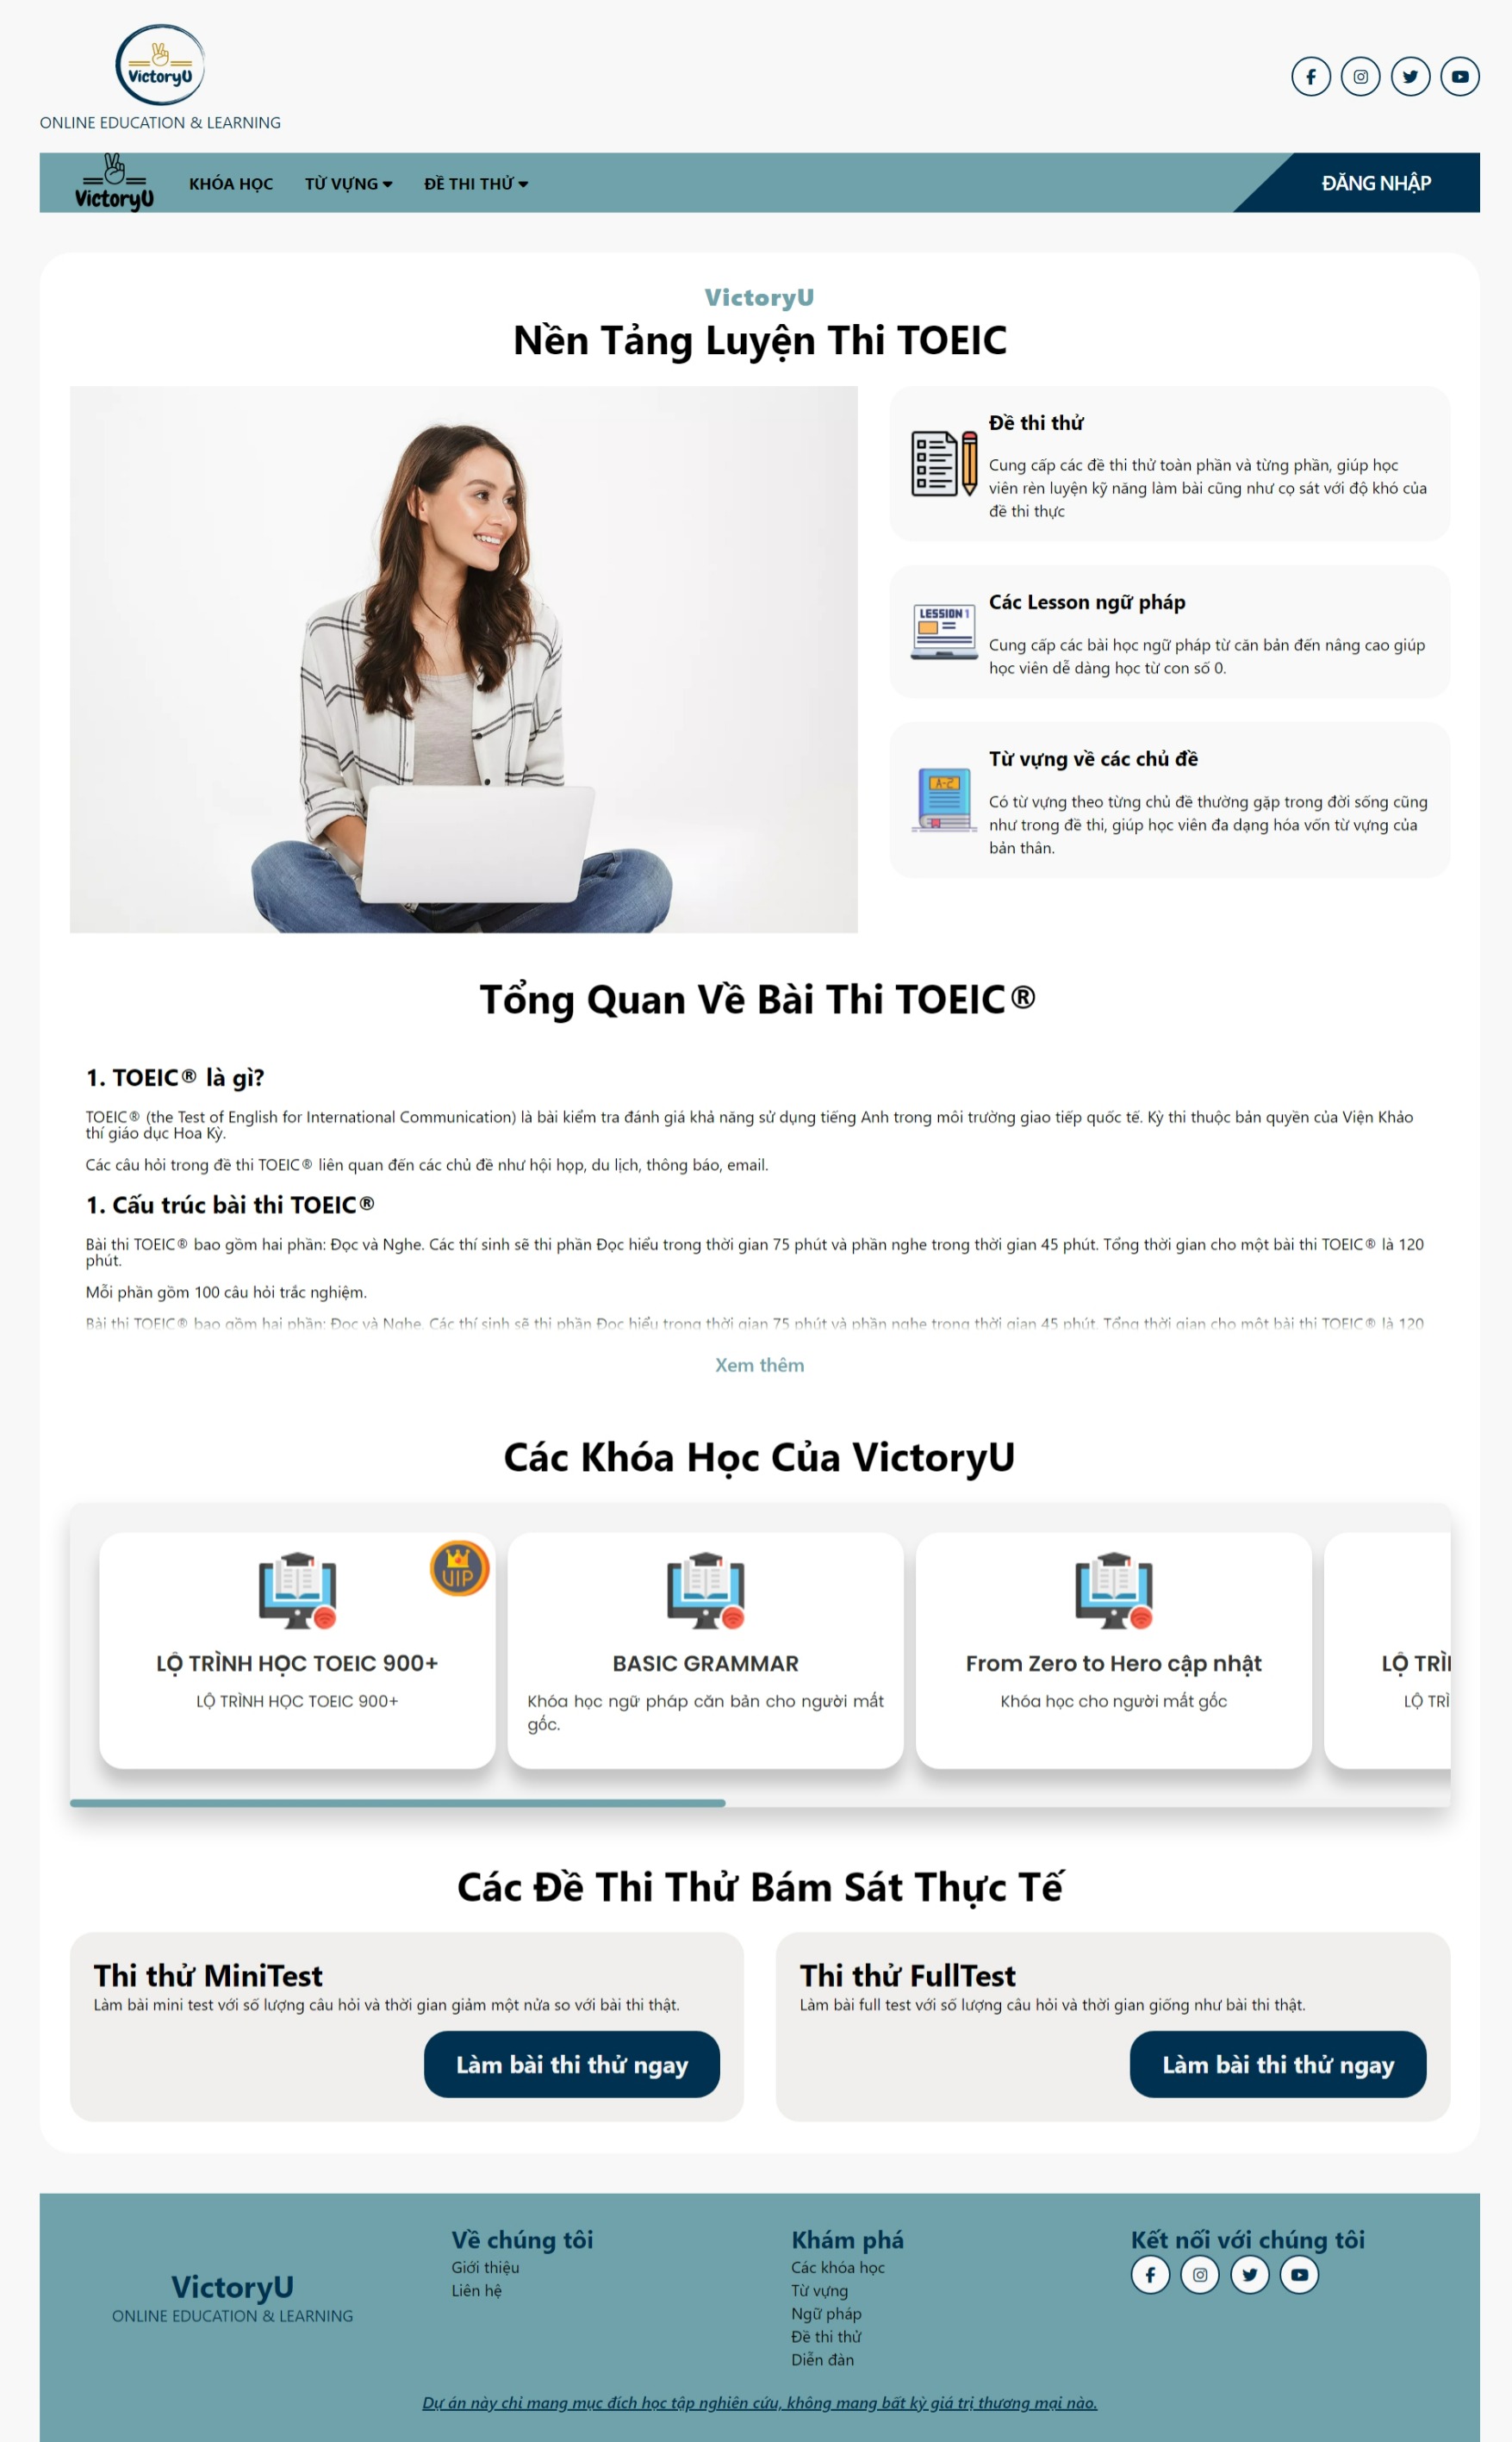 VictoryU
ONLINE EDUCATION & LEARNING
VictoryU
KHÓA HỌC
TỪ VỰNG
ĐỀ THI THỬ
ĐĂNG NHẬP
VictoryU
Nền Tảng Luyện Thi TOEIC
Đề thi thử
Cung cấp các đề thi thử toàn phần và từng phần, giúp học
viên rèn luyện kỹ năng làm bài cũng như cọ sát với độ khó của
đề thi thực
LESSION 1
Các Lesson ngữ pháp
Cung cấp các bài học ngữ pháp từ căn bản đến nâng cao giúp
học viên dễ dàng học từ con số 0.
A-Z
Từ vựng về các chủ đề
Có từ vựng theo từng chủ đề thường gặp trong đời sống cũng
như trong đề thi, giúp học viên đa dạng hóa vốn từ vựng của
bản thân.
Tổng Quan Về Bài Thi TOEIC®
1. TOEIC® là gì?
TOEIC® (the Test of English for International Communication) là bài kiểm tra đánh giá khả năng sử dụng tiếng Anh trong môi trường giao tiếp quốc tế. Kỳ thi thuộc bản quyền của Viện Khảo
thí giáo dục Hoa Kỳ.
Các câu hỏi trong đề thi TOEIC® liên quan đến các chủ đề như hội họp, du lịch, thông báo, email.
1. Cấu trúc bài thi TOEIC®
Bài thi TOEIC® bao gồm hai phần: Đọc và Nghe. Các thí sinh sẽ thi phần Đọc hiểu trong thời gian 75 phút và phần nghe trong thời gian 45 phút. Tổng thời gian cho một bài thi TOEIC® là 120
phút.
Mỗi phần gồm 100 câu hỏi trắc nghiệm.
Bài thi TOEIC® bao gồm hai phần: Đọc và Nghe. Các thí sinh sẽ thi phần Đọc hiểu trong thời gian 75 phút và phần nghe trong thời gian 45 phút. Tổng thời gian cho một bài thi TOEIC® là 120
Xem thêm
Các Khóa Học Của VictoryU
VIP
LỘ TRÌNH HỌC TOEIC 900+
LỘ TRÌNH HỌC TOEIC 900+
BASIC GRAMMAR
Khóa học ngữ pháp căn bản cho người mất
gốc.
From Zero to Hero cập nhật
Khóa học cho người mất gốc
LỘ
LỘ
Các Đề Thi Thử Bám Sát Thực Tế
Thi thử MiniTest
Làm bài mini test với số lượng câu hỏi và thời gian giảm một nửa so với bài thi thật.
Làm bài thi thử ngay
Thi thử FullTest
Làm bài full test với số lượng câu hỏi và thời gian giống như bài thi thật.
Làm bài thi thử ngay
VictoryU
ONLINE EDUCATION & LEARNING
Về chúng tôi
Giới thiệu
Liên hệ
Khám phá
Các khóa học
Từ vựng
Ngữ pháp
Đề thi thử
Diễn đàn
Kết nối với chúng tôi
Dự án này chỉ mang mục đích học tập nghiên cứu, không mang bất kỳ giá trị thương mại nào.